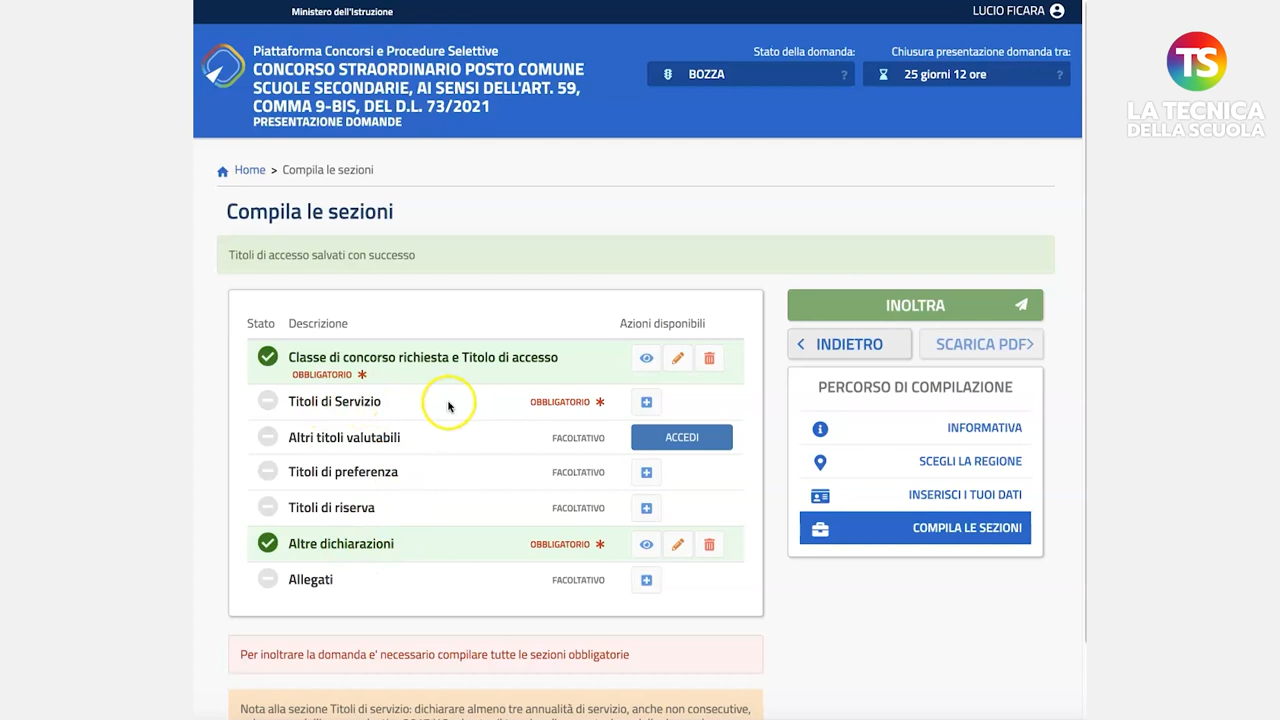 Ministero dell'Istruzione
LUCIO FICARA
TS
LA TECNICA
DELLA SCUOLA
Piattaforma Concorsi e Procedure Selettive
CONCORSO STRAORDINARIO POSTO COMUNE
SCUOLE SECONDARIE, AI SENSI DELL'ART. 59,
COMMA 9-BIS, DEL D.L. 73/2021
PRESENTAZIONE DOMANDE
Stato della domanda:
BOZZA ?
Chiusura presentazione domanda tra:
25 giorni 12 ore ?
Home > Compila le sezioni
Compila le sezioni
Titoli di accesso salvati con successo
Stato Descrizione Azioni disponibili
Classe di concorso richiesta e Titolo di accesso
OBBLIGATORIO *
Titoli di Servizio OBBLIGATORIO *
Altri titoli valutabili FACOLTATIVO ACCEDI
Titoli di preferenza FACOLTATIVO
Titoli di riserva FACOLTATIVO
Altre dichiarazioni OBBLIGATORIO *
Allegati FACOLTATIVO
INOLTRA
< INDIETRO
SCARICA PDF>
PERCORSO DI COMPILAZIONE
INFORMATIVA
SCEGLI LA REGIONE
INSERISCI I TUOI DATI
COMPILA LE SEZIONI
Per inoltrare la domanda e' necessario compilare tutte le sezioni obbligatorie
Nota alla sezione Titoli di servizio: dichiarare almeno tre annualità di servizio, anche non consecutive,